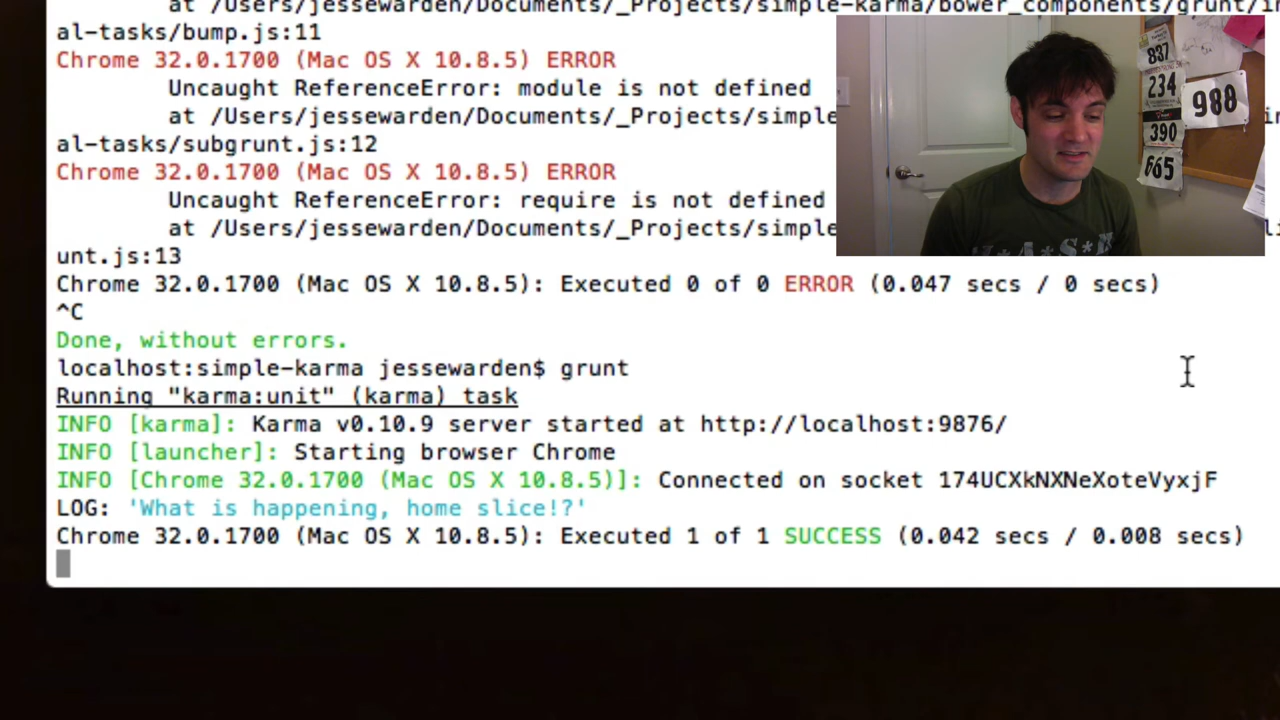 at /Users/jessewarden/Documents/_Projects/simple-karma/bower_components/grunt/in
al-tasks/bump.js:11
Chrome 32.0.1700 (Mac OS X 10.8.5) ERROR
Uncaught ReferenceError: module is not defined
at /Users/jessewarden/Documents/_Projects/simple
al-tasks/subgrunt.js:12
Chrome 32.0.1700 (Mac OS X 10.8.5) ERROR
Uncaught ReferenceError: require is not defined
at /Users/jessewarden/Documents/_Projects/simple
unt.js:13
Chrome 32.0.1700 (Mac OS X 10.8.5): Executed 0 of 0 ERROR (0.047 secs / 0 secs)
^C
Done, without errors.
localhost:simple-karma jessewarden$ grunt
Running "karma:unit" (karma) task
INFO [karma]: Karma v0.10.9 server started at http://localhost:9876/
INFO [launcher]: Starting browser Chrome
INFO [Chrome 32.0.1700 (Mac OS X 10.8.5)]: Connected on socket 174UCXkNXNeXoteVyxjF
LOG: 'What is happening, home slice!?'
Chrome 32.0.1700 (Mac OS X 10.8.5): Executed 1 of 1 SUCCESS (0.042 secs / 0.008 secs)
837
234
988
390
665